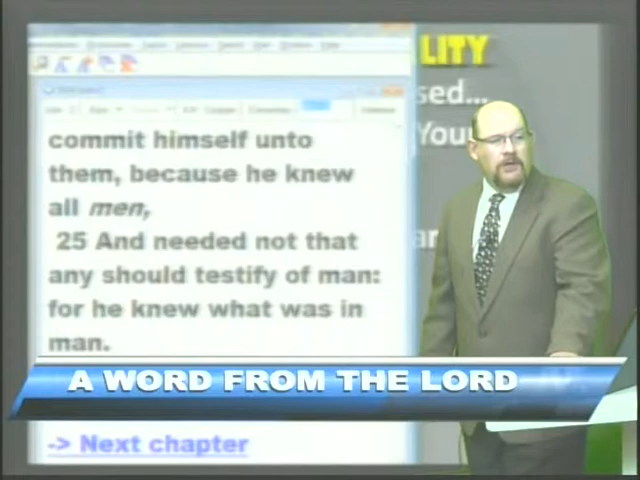 LITY
sed...
You
commit himself unto
them, because he knew
all men,
25 And needed not that
any should testify of man:
for he knew what was in
man.
A WORD FROM THE LORD
-> Next chapter